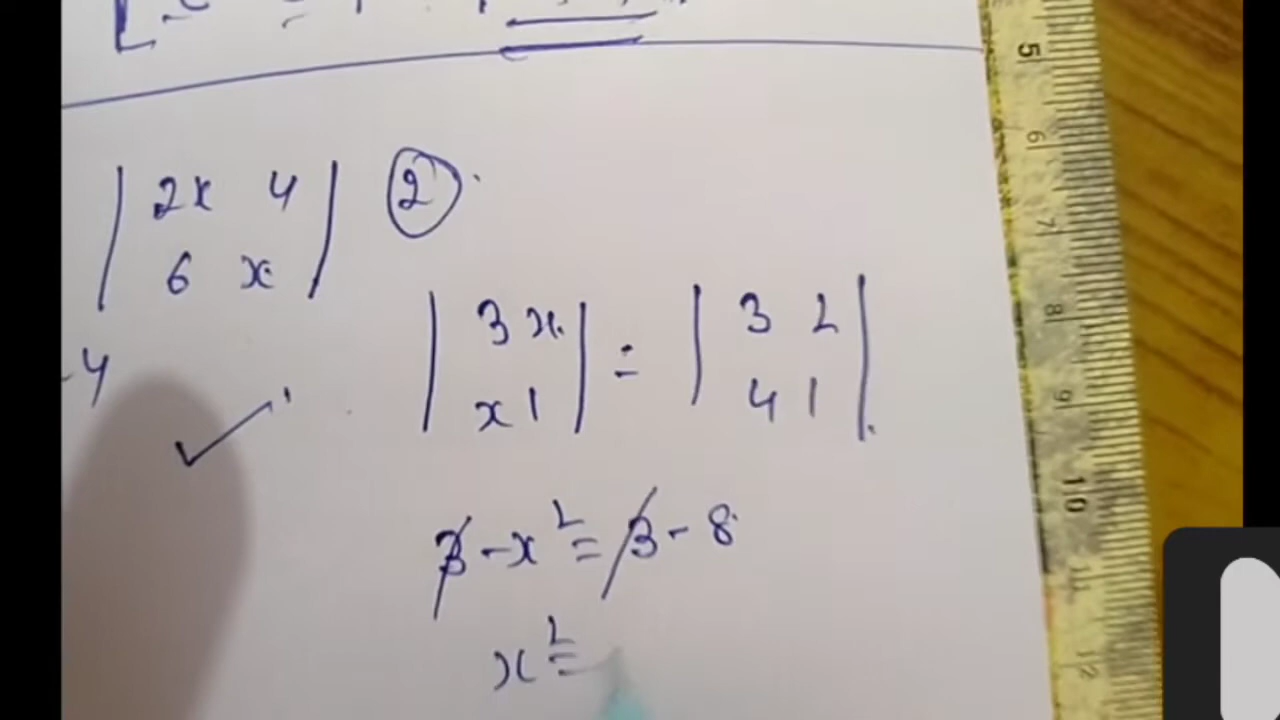 | 2x 4 | ②
| 6 x |
| 3 x | = | 3 2 |
| x 1 | | 4 1 |
-4
3 - x² = 3 - 8
x² =
5
6
7
8
9
10
12